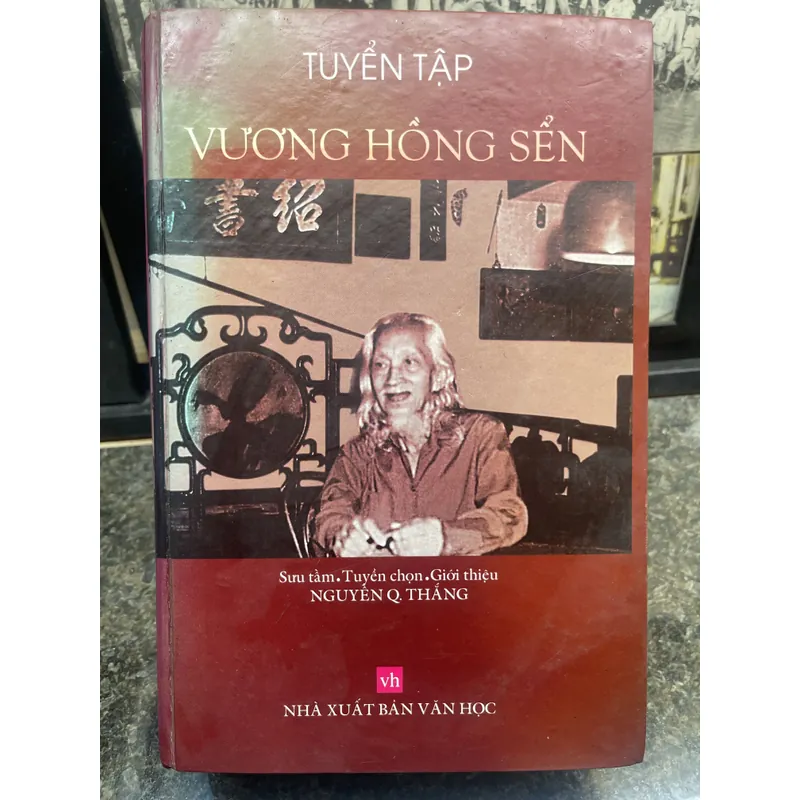 TUYỂN TẬP
VƯƠNG HỒNG SỂN
書紹
Sưu tầm.Tuyển chọn.Giới thiệu
NGUYỄN Q. THẮNG
vh
NHÀ XUẤT BẢN VĂN HỌC